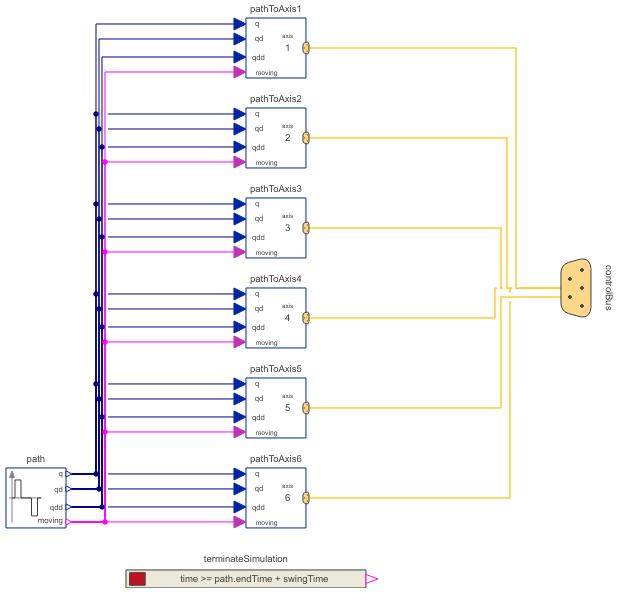 pathToAxis1
q
axis
qd
1
qdd
moving
pathToAxis2
q
axis
qd
2
qdd
moving
pathToAxis3
q
axis
qd
3
qdd
moving
controlBus
pathToAxis4
q
axis
qd
4
qdd
moving
pathToAxis5
q
axis
qd
5
qdd
moving
path
q
qd
qdd
moving
pathToAxis6
q
axis
qd
6
qdd
moving
terminateSimulation
time >= path.endTime + swingTime